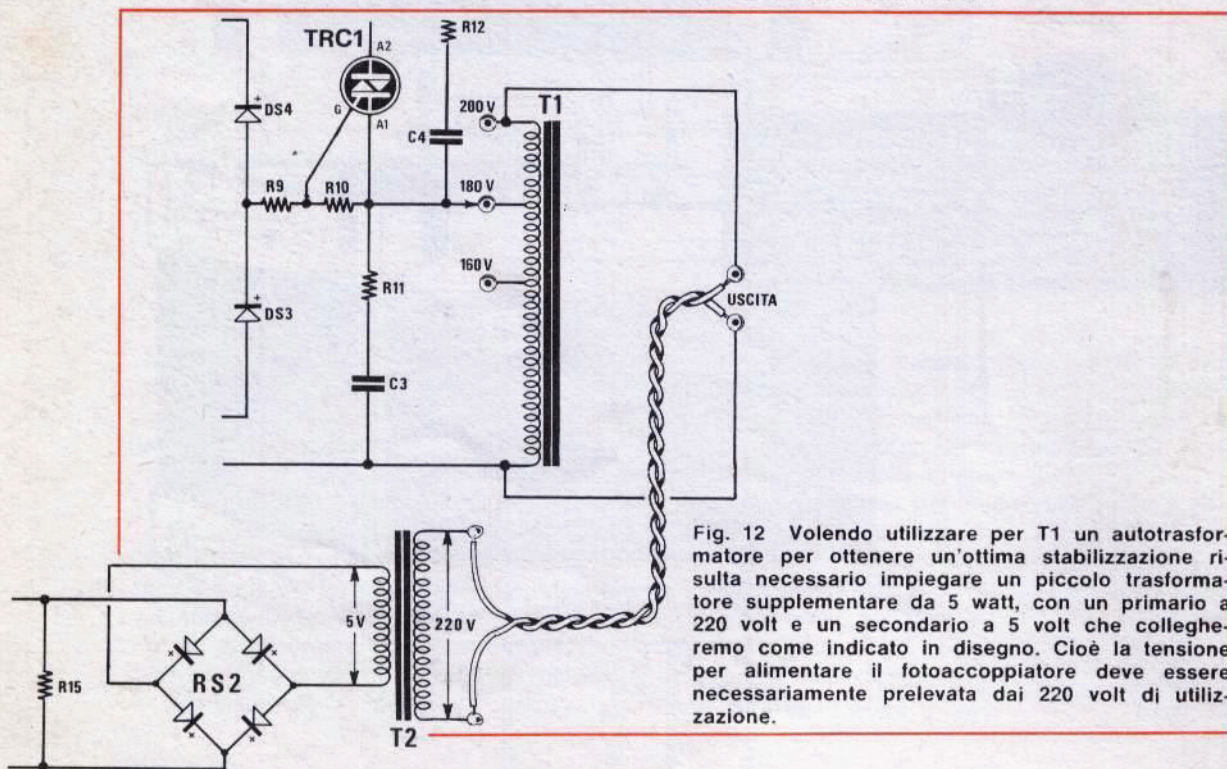 R12
TRC1
A2
DS4
G
A1
C4
200 V
T1
R9
R10
180 V
160 V
R11
DS3
USCITA
C3
5V
220V
R15
RS2
T2
Fig. 12 Volendo utilizzare per T1 un autotrasfor-
matore per ottenere un'ottima stabilizzazione ri-
sulta necessario impiegare un piccolo trasforma-
tore supplementare da 5 watt, con un primario a
220 volt e un secondario a 5 volt che colleghe-
remo come indicato in disegno. Cioè la tensione
per alimentare il fotoaccoppiatore deve essere
necessariamente prelevata dai 220 volt di utiliz-
zazione.